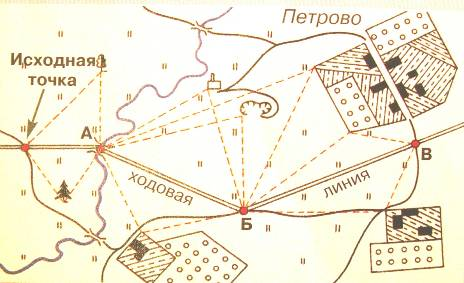 Петрово
Исходная
точка
А
В
ходовая
линия
Б